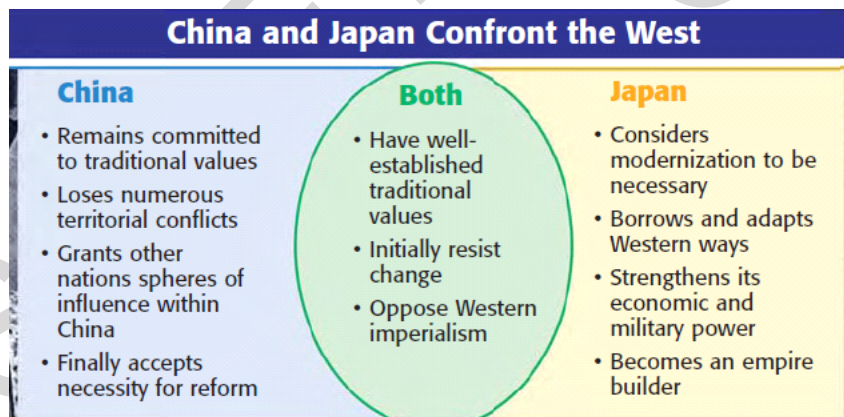 China and Japan Confront the West
China
• Remains committed
to traditional values
• Loses numerous
territorial conflicts
• Grants other
nations spheres of
influence within
China
• Finally accepts
necessity for reform
Both
• Have well-
established
traditional
values
• Initially resist
change
• Oppose Western
imperialism
Japan
• Considers
modernization to be
necessary
• Borrows and adapts
Western ways
• Strengthens its
economic and
military power
• Becomes an empire
builder